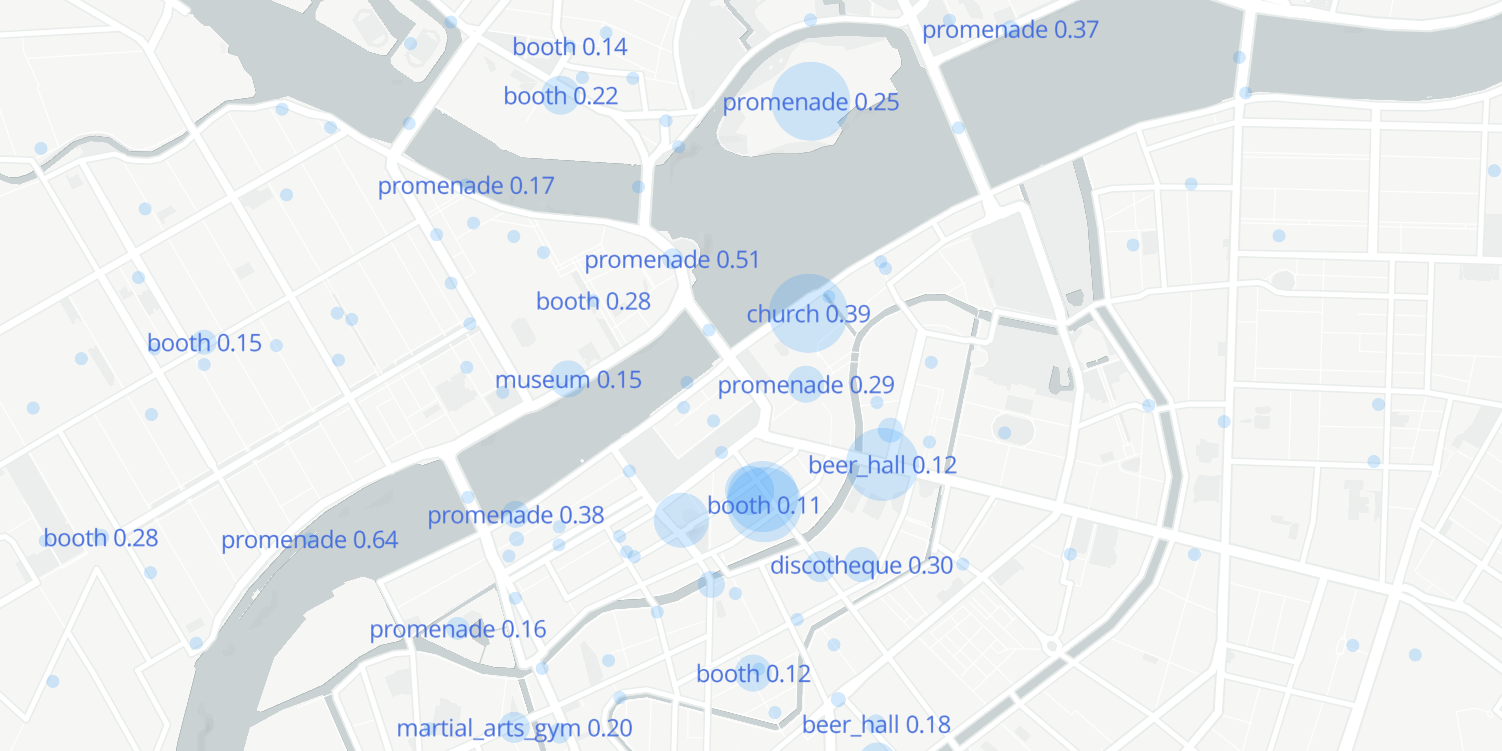 promenade 0.37
booth 0.14
booth 0.22
promenade 0.25
promenade 0.17
promenade 0.51
booth 0.28
church 0.39
booth 0.15
museum 0.15
promenade 0.29
beer_hall 0.12
booth 0.11
promenade 0.38
booth 0.28
promenade 0.64
discotheque 0.30
promenade 0.16
booth 0.12
martial_arts_gym 0.20
beer_hall 0.18